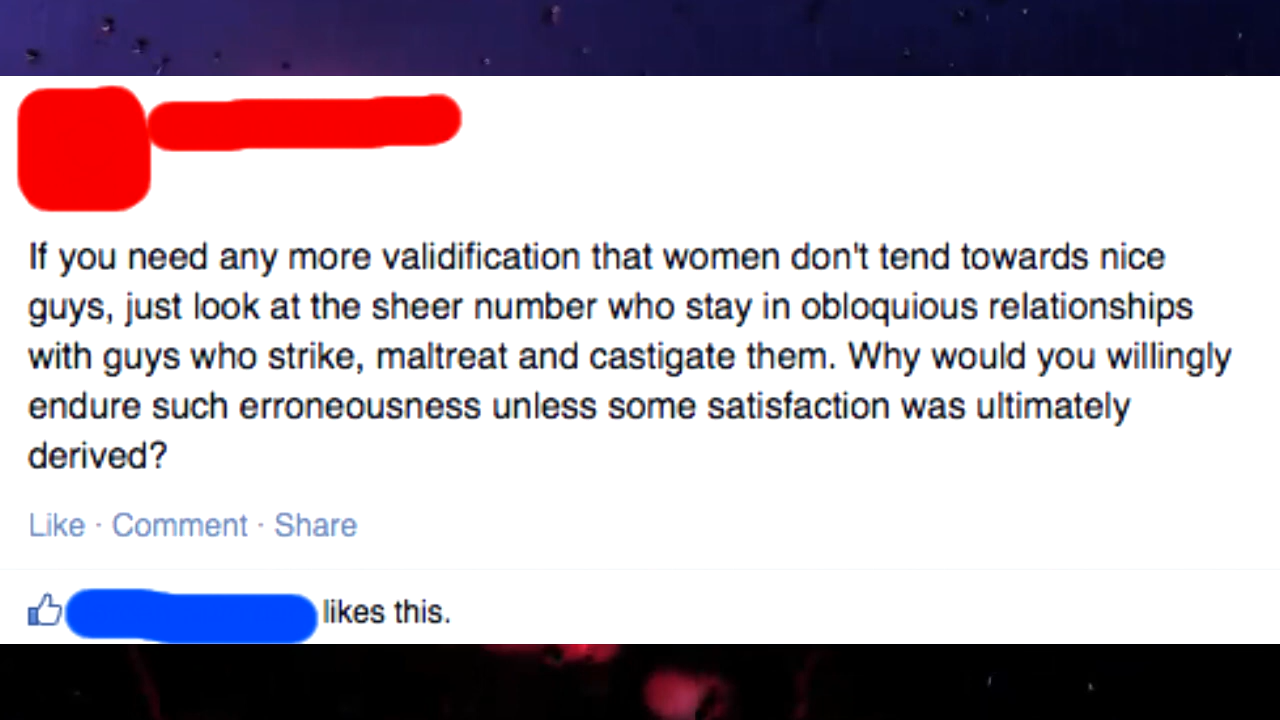 If you need any more validification that women don't tend towards nice
guys, just look at the sheer number who stay in obloquious relationships
with guys who strike, maltreat and castigate them. Why would you willingly
endure such erroneousness unless some satisfaction was ultimately
derived?
Like · Comment · Share
likes this.